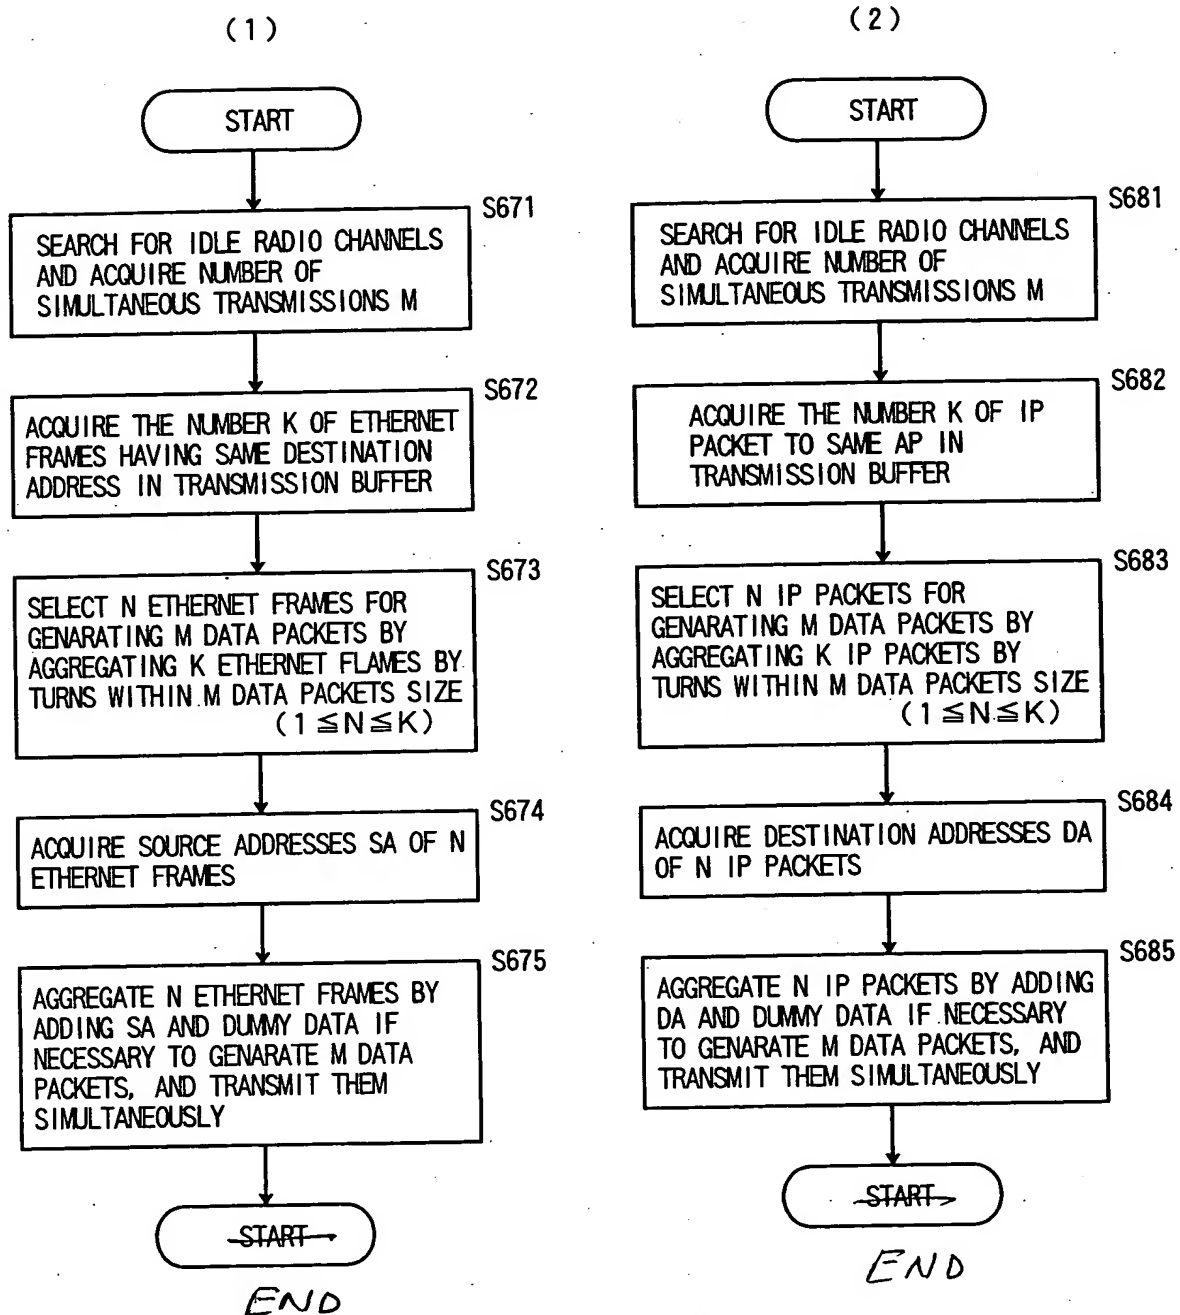 (1)
START
S671
SEARCH FOR IDLE RADIO CHANNELS
AND ACQUIRE NUMBER OF
SIMULTANEOUS TRANSMISSIONS M
S672
ACQUIRE THE NUMBER K OF ETHERNET
FRAMES HAVING SAME DESTINATION
ADDRESS IN TRANSMISSION BUFFER
S673
SELECT N ETHERNET FRAMES FOR
GENARATING M DATA PACKETS BY
AGGREGATING K ETHERNET FLAMES BY
TURNS WITHIN M DATA PACKETS SIZE
(1≦N≦K)
S674
ACQUIRE SOURCE ADDRESSES SA OF N
ETHERNET FRAMES
S675
AGGREGATE N ETHERNET FRAMES BY
ADDING SA AND DUMMY DATA IF
NECESSARY TO GENARATE M DATA
PACKETS, AND TRANSMIT THEM
SIMULTANEOUSLY
START
END
(2)
START
S681
SEARCH FOR IDLE RADIO CHANNELS
AND ACQUIRE NUMBER OF
SIMULTANEOUS TRANSMISSIONS M
S682
ACQUIRE THE NUMBER K OF IP
PACKET TO SAME AP IN
TRANSMISSION BUFFER
S683
SELECT N IP PACKETS FOR
GENARATING M DATA PACKETS BY
AGGREGATING K IP PACKETS BY
TURNS WITHIN M DATA PACKETS SIZE
(1≦N≦K)
S684
ACQUIRE DESTINATION ADDRESSES DA
OF N IP PACKETS
S685
AGGREGATE N IP PACKETS BY ADDING
DA AND DUMMY DATA IF NECESSARY
TO GENARATE M DATA PACKETS, AND
TRANSMIT THEM SIMULTANEOUSLY
START
END